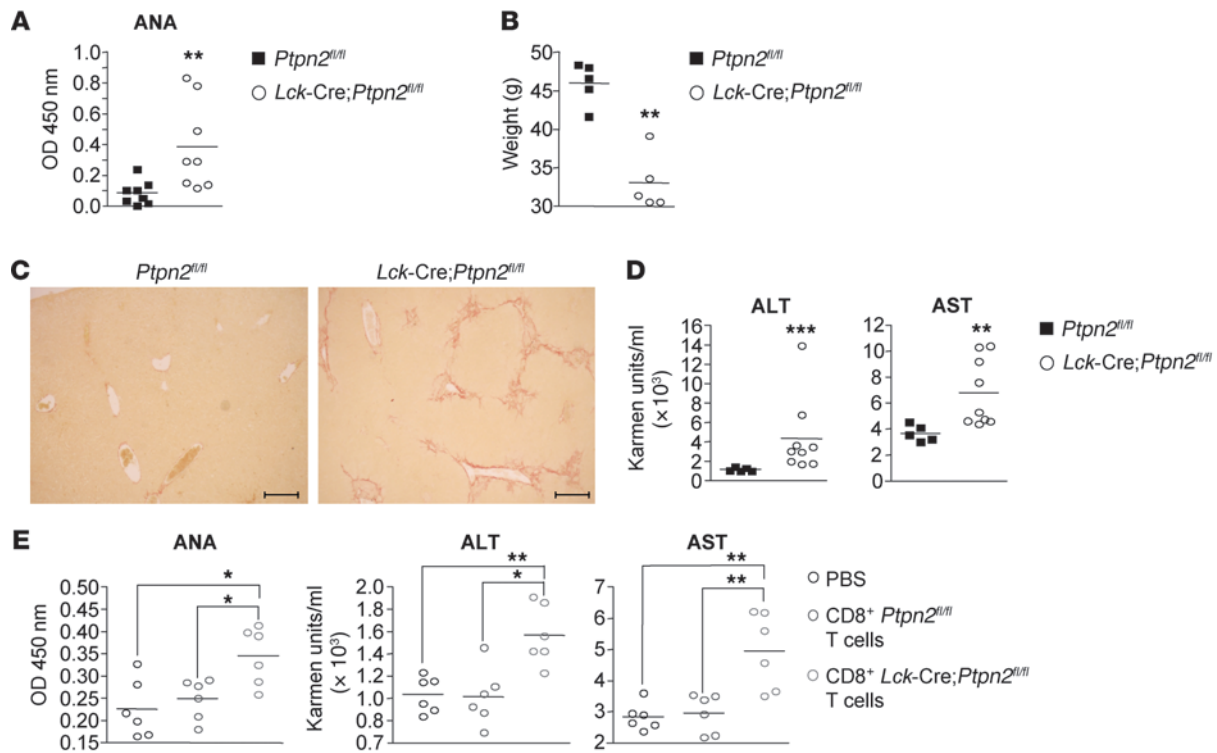 A
ANA
OD 450 nm
1.0
0.8
0.6
0.4
0.2
0.0
**
Ptpn2fl/fl
Lck-Cre;Ptpn2fl/fl
B
Weight (g)
50
45
40
35
30
**
Ptpn2fl/fl
Lck-Cre;Ptpn2fl/fl
C
Ptpn2fl/fl
Lck-Cre;Ptpn2fl/fl
D
ALT
Karmen units/ml
(× 10³)
16
14
12
10
8
6
4
2
0
***
AST
12
10
8
6
4
2
0
**
Ptpn2fl/fl
Lck-Cre;Ptpn2fl/fl
E
ANA
OD 450 nm
0.50
0.45
0.40
0.35
0.30
0.25
0.20
0.15
*
*
ALT
Karmen units/ml
(× 10³)
2.0
1.8
1.6
1.4
1.2
1.0
0.7
**
*
AST
7
6
5
4
3
2
**
**
PBS
CD8⁺ Ptpn2fl/fl
T cells
CD8⁺ Lck-Cre;Ptpn2fl/fl
T cells